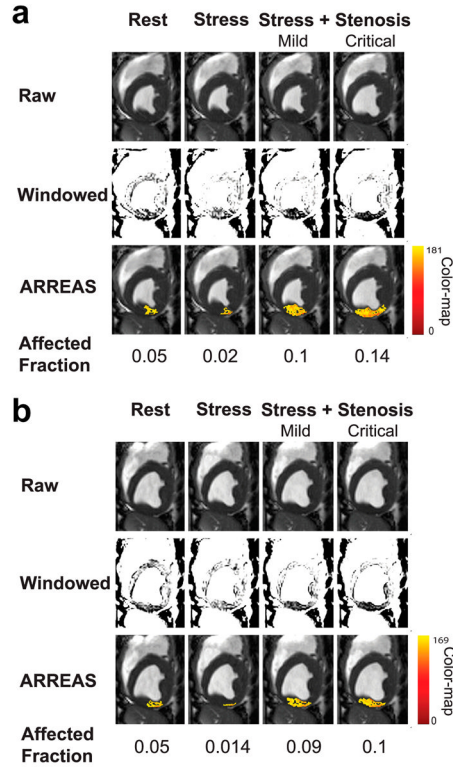 a
Rest Stress Stress + Stenosis
Mild Critical
Raw
Windowed
ARREAS
181
Color-map
0
Affected
Fraction
0.05 0.02 0.1 0.14
b
Rest Stress Stress + Stenosis
Mild Critical
Raw
Windowed
ARREAS
169
Color-map
0
Affected
Fraction
0.05 0.014 0.09 0.1